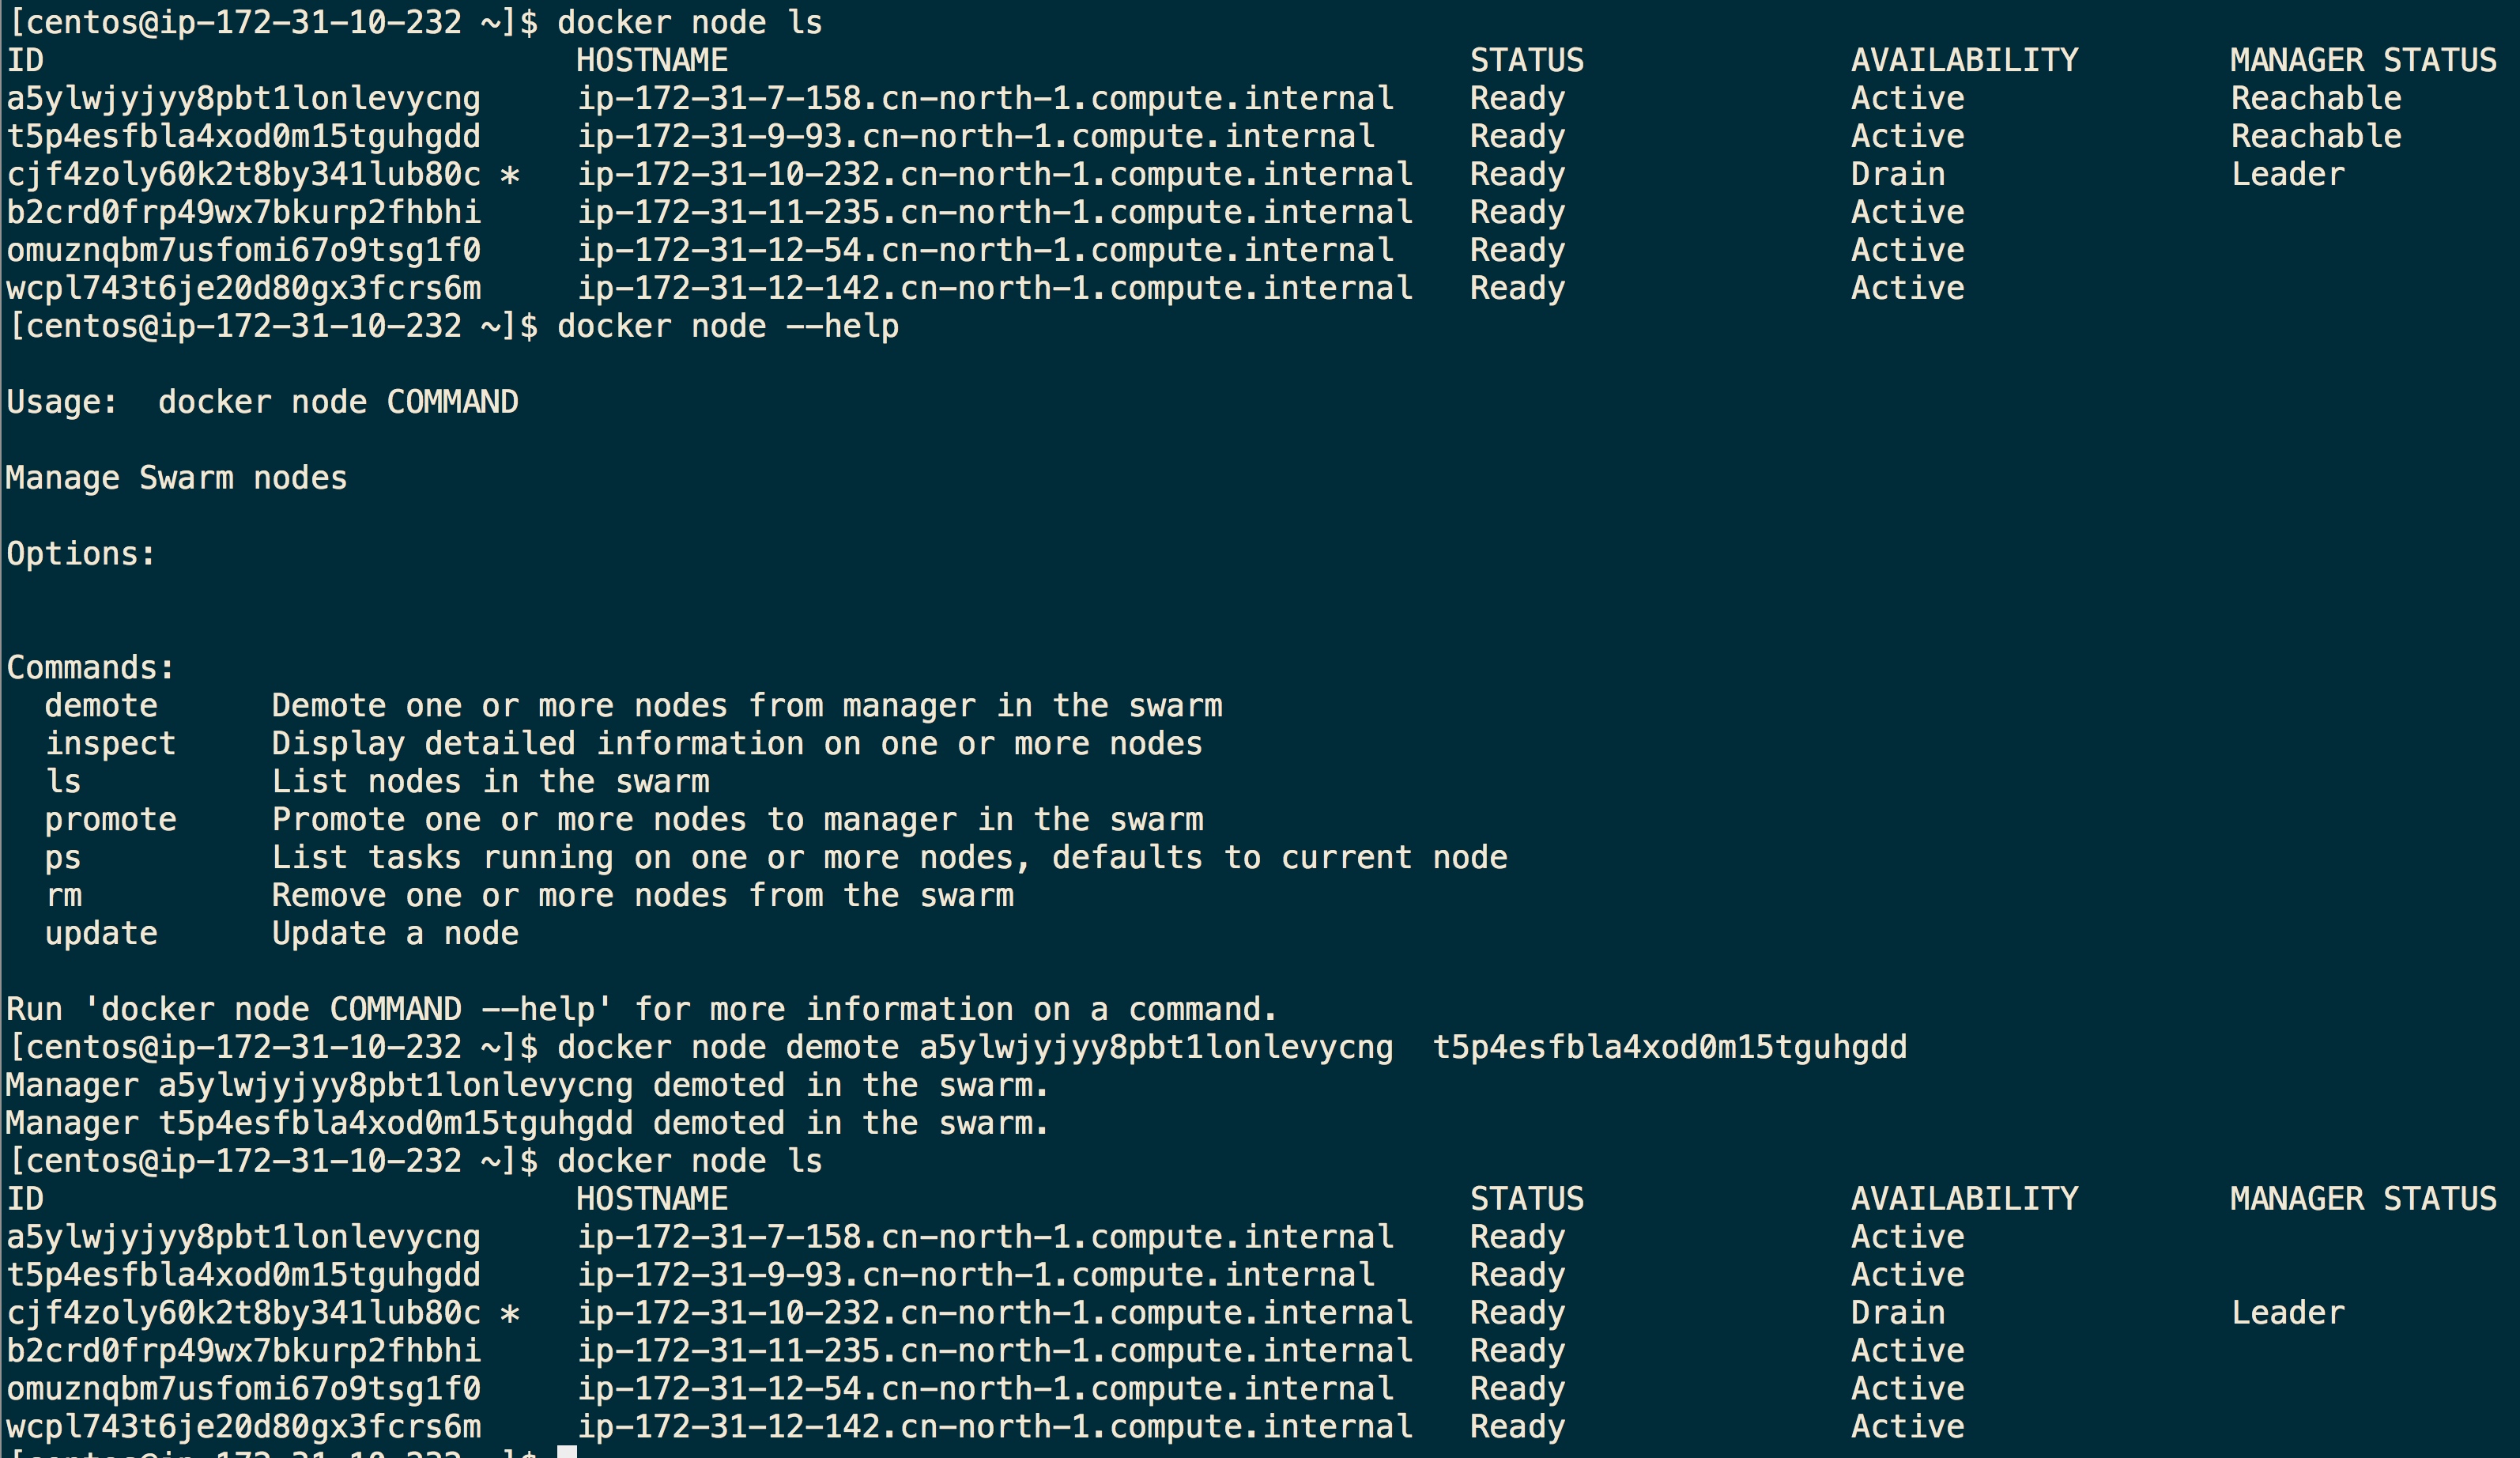 [centos@ip-172-31-10-232 ~]$ docker node ls
ID                            HOSTNAME                                       STATUS              AVAILABILITY        MANAGER STATUS
a5ylwjyjyy8pbt1lonlevycng     ip-172-31-7-158.cn-north-1.compute.internal    Ready               Active              Reachable
t5p4esfbla4xod0m15tguhgdd     ip-172-31-9-93.cn-north-1.compute.internal     Ready               Active              Reachable
cjf4zoly60k2t8by341lub80c *   ip-172-31-10-232.cn-north-1.compute.internal   Ready               Drain               Leader
b2crd0frp49wx7bkurp2fhbhi     ip-172-31-11-235.cn-north-1.compute.internal   Ready               Active
omuznqbm7usfomi67o9tsg1f0     ip-172-31-12-54.cn-north-1.compute.internal    Ready               Active
wcpl743t6je20d80gx3fcrs6m     ip-172-31-12-142.cn-north-1.compute.internal   Ready               Active
[centos@ip-172-31-10-232 ~]$ docker node --help
Usage:  docker node COMMAND
Manage Swarm nodes
Options:
Commands:
  demote      Demote one or more nodes from manager in the swarm
  inspect     Display detailed information on one or more nodes
  ls          List nodes in the swarm
  promote     Promote one or more nodes to manager in the swarm
  ps          List tasks running on one or more nodes, defaults to current node
  rm          Remove one or more nodes from the swarm
  update      Update a node
Run 'docker node COMMAND --help' for more information on a command.
[centos@ip-172-31-10-232 ~]$ docker node demote a5ylwjyjyy8pbt1lonlevycng  t5p4esfbla4xod0m15tguhgdd
Manager a5ylwjyjyy8pbt1lonlevycng demoted in the swarm.
Manager t5p4esfbla4xod0m15tguhgdd demoted in the swarm.
[centos@ip-172-31-10-232 ~]$ docker node ls
ID                            HOSTNAME                                       STATUS              AVAILABILITY        MANAGER STATUS
a5ylwjyjyy8pbt1lonlevycng     ip-172-31-7-158.cn-north-1.compute.internal    Ready               Active
t5p4esfbla4xod0m15tguhgdd     ip-172-31-9-93.cn-north-1.compute.internal     Ready               Active
cjf4zoly60k2t8by341lub80c *   ip-172-31-10-232.cn-north-1.compute.internal   Ready               Drain               Leader
b2crd0frp49wx7bkurp2fhbhi     ip-172-31-11-235.cn-north-1.compute.internal   Ready               Active
omuznqbm7usfomi67o9tsg1f0     ip-172-31-12-54.cn-north-1.compute.internal    Ready               Active
wcpl743t6je20d80gx3fcrs6m     ip-172-31-12-142.cn-north-1.compute.internal   Ready               Active
[centos@ip-172-31-10-232 ~]$